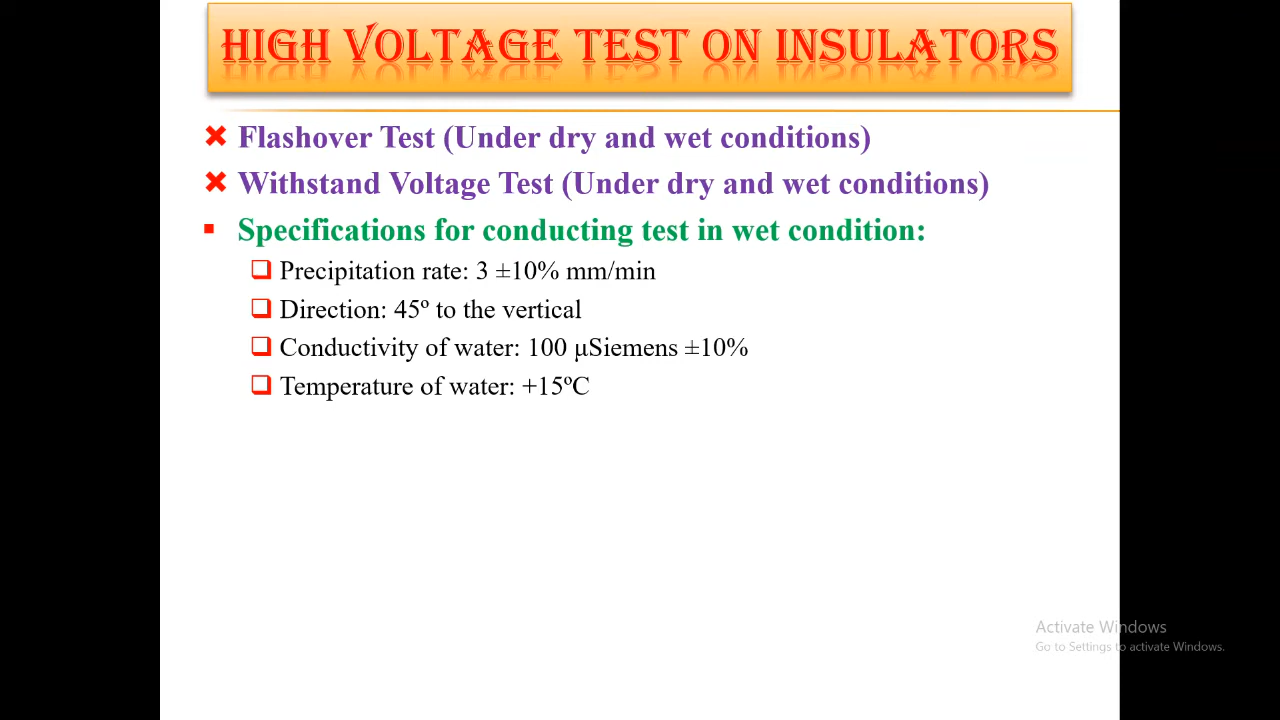 HIGH VOLTAGE TEST ON INSULATORS
Flashover Test (Under dry and wet conditions)
Withstand Voltage Test (Under dry and wet conditions)
Specifications for conducting test in wet condition:
Precipitation rate: 3 ±10% mm/min
Direction: 45º to the vertical
Conductivity of water: 100 μSiemens ±10%
Temperature of water: +15ºC
Activate Windows
Go to Settings to activate Windows.